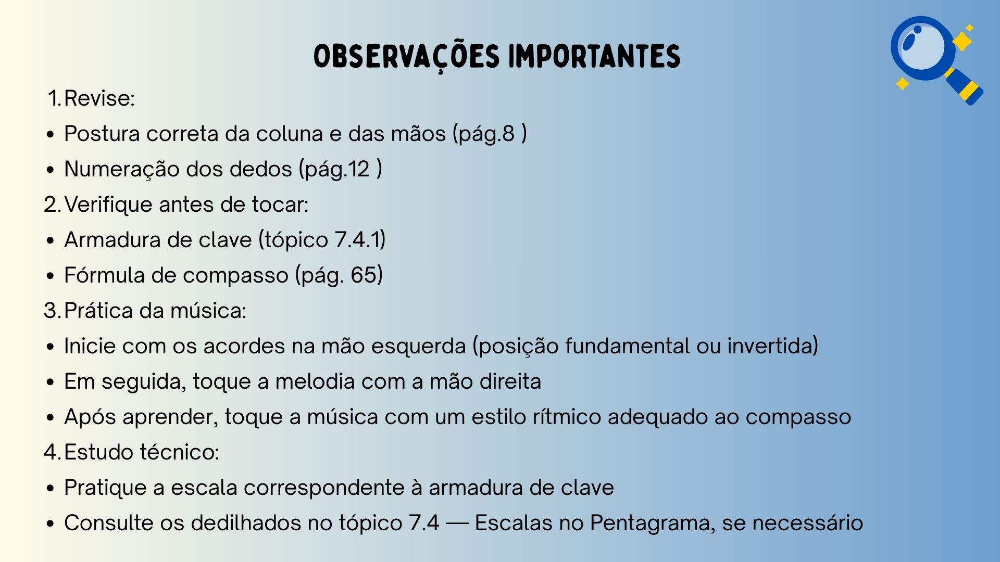 OBSERVAÇÕES IMPORTANTES
1. Revise:
• Postura correta da coluna e das mãos (pág.8 )
• Numeração dos dedos (pág.12 )
2. Verifique antes de tocar:
• Armadura de clave (tópico 7.4.1)
• Fórmula de compasso (pág. 65)
3. Prática da música:
• Inicie com os acordes na mão esquerda (posição fundamental ou invertida)
• Em seguida, toque a melodia com a mão direita
• Após aprender, toque a música com um estilo rítmico adequado ao compasso
4. Estudo técnico:
• Pratique a escala correspondente à armadura de clave
• Consulte os dedilhados no tópico 7.4 — Escalas no Pentagrama, se necessário